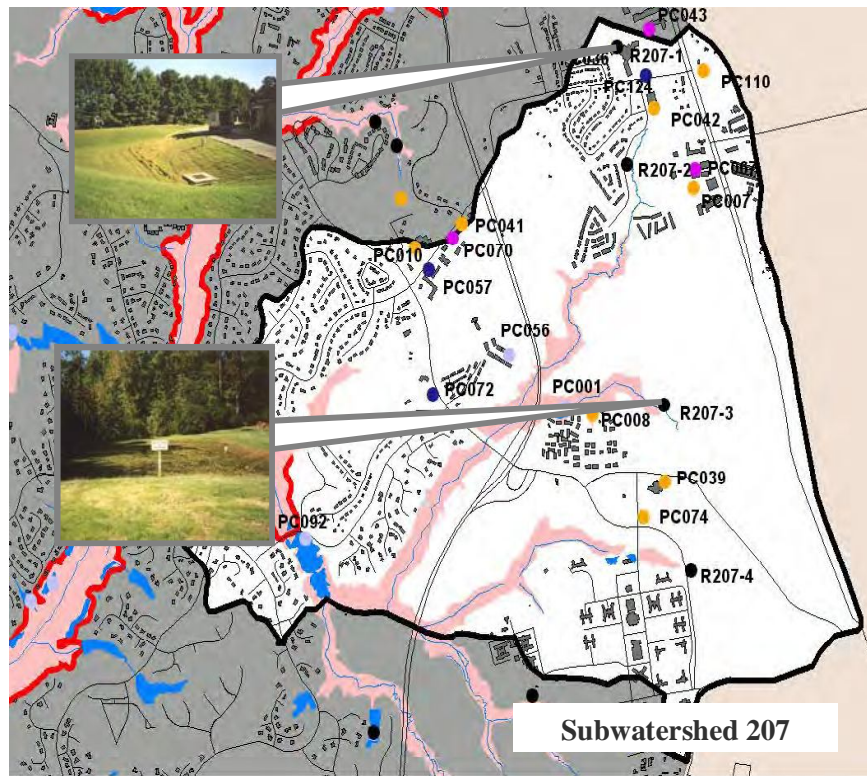 PC043
R207-1
PC124
PC110
PC042
R207-2
PC067
PC007
PC041
PC070
PC010
PC057
PC056
PC072
PC001
R207-3
PC008
PC039
PC074
PC092
R207-4
Subwatershed 207